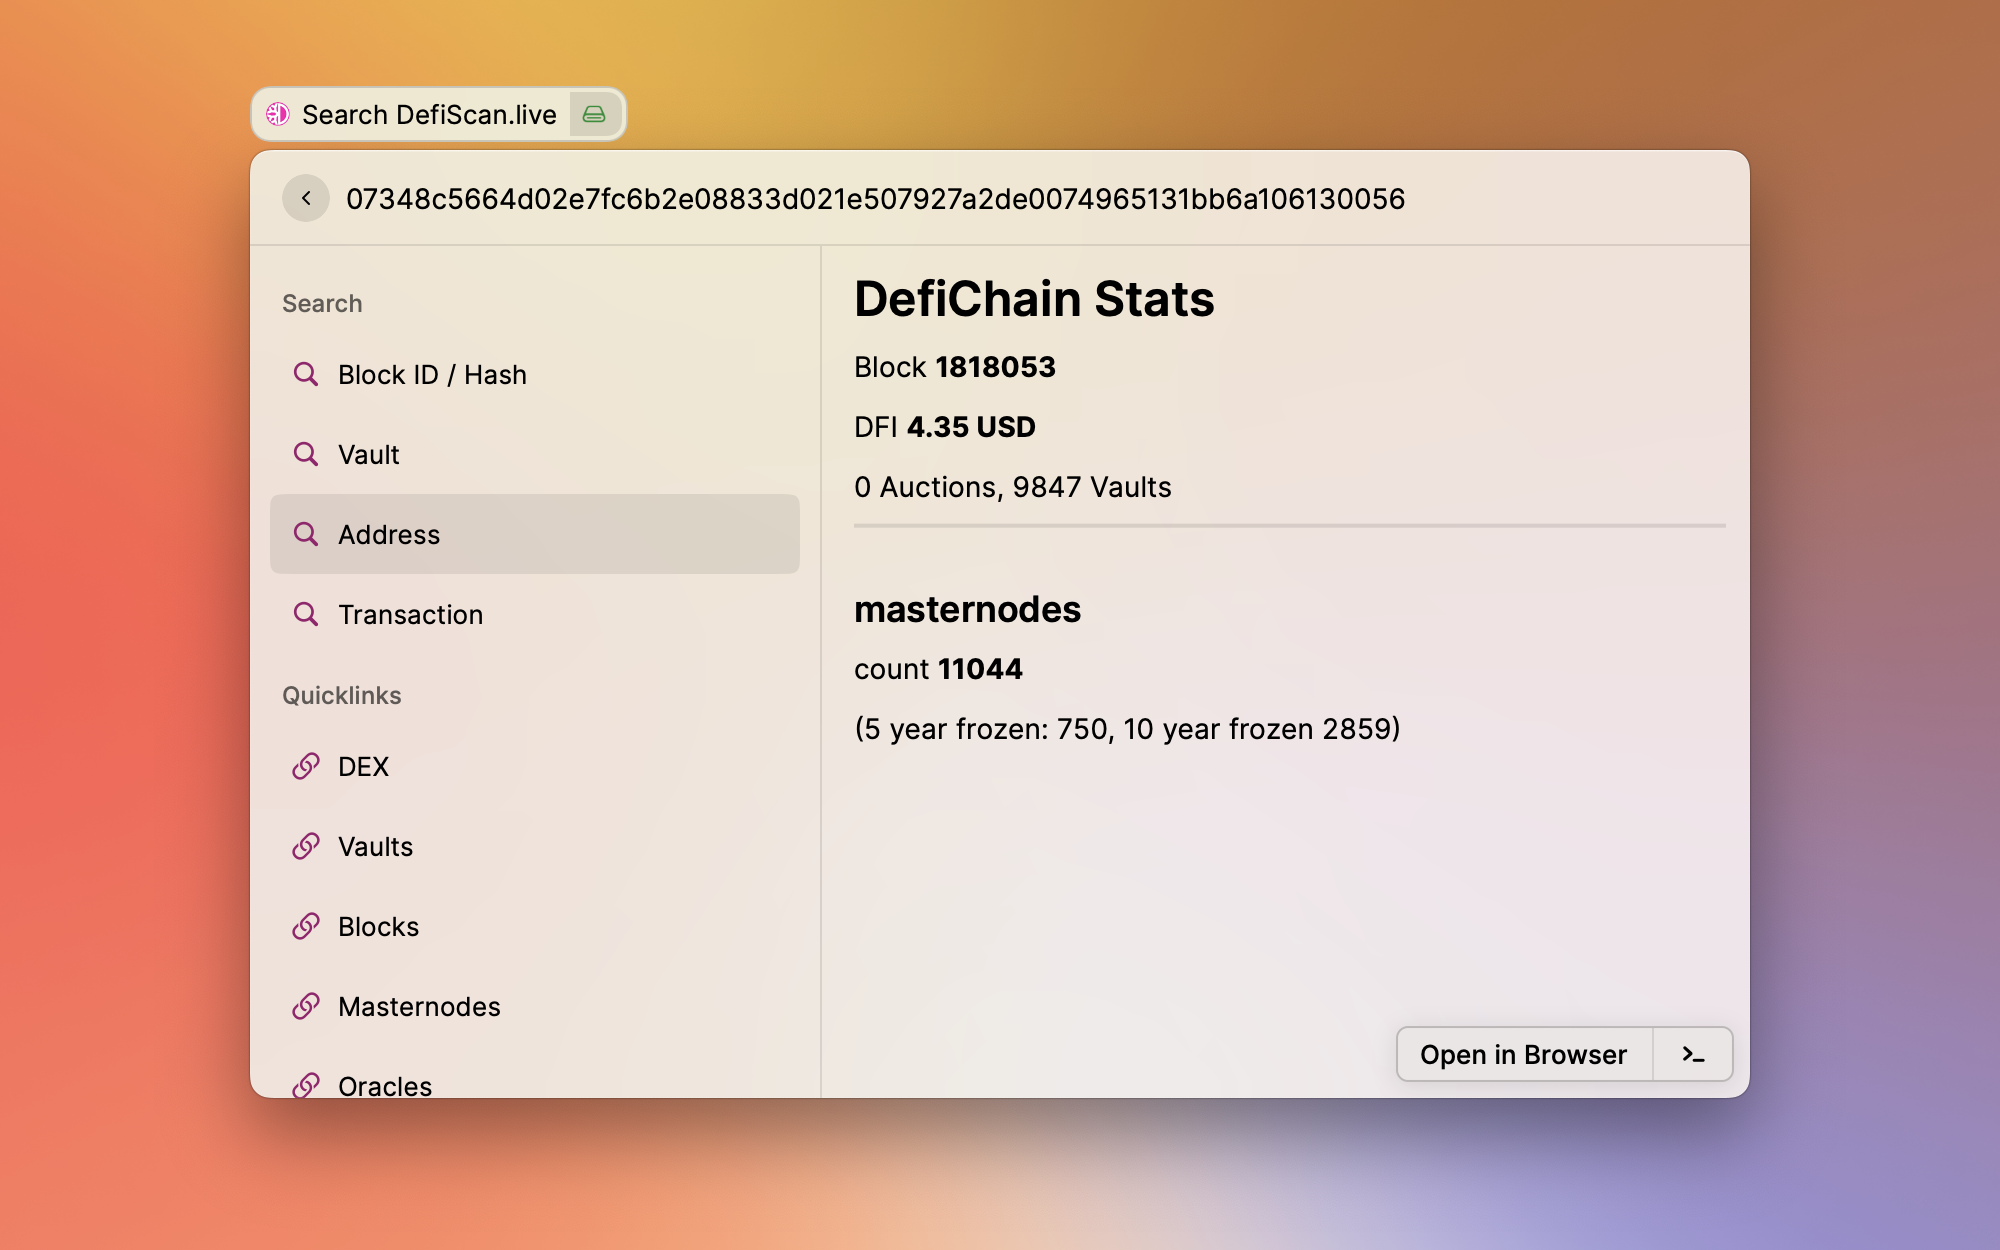 Search DefiScan.live
07348c5664d02e7fc6b2e08833d021e507927a2de0074965131bb6a106130056
Search
Block ID / Hash
Vault
Address
Transaction
Quicklinks
DEX
Vaults
Blocks
Masternodes
Oracles
DefiChain Stats
Block 1818053
DFI 4.35 USD
0 Auctions, 9847 Vaults
masternodes
count 11044
(5 year frozen: 750, 10 year frozen 2859)
Open in Browser